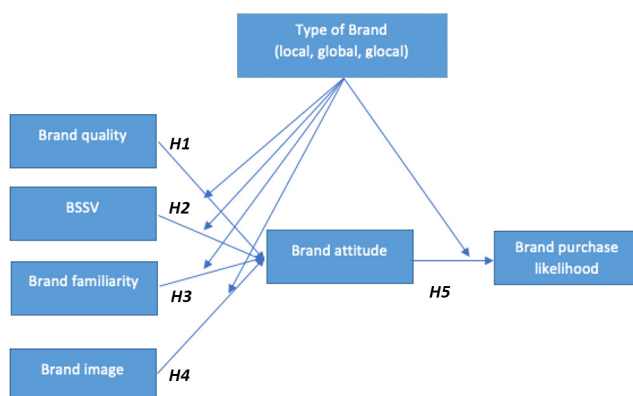 Type of Brand
(local, global, glocal)
Brand quality
H1
BSSV
H2
Brand attitude
Brand purchase
likelihood
Brand familiarity
H3
H5
Brand image
H4